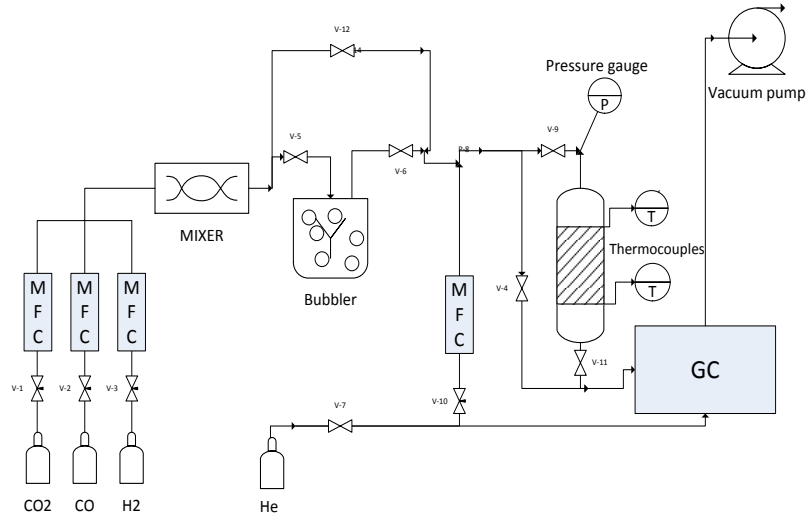 V-12
Pressure gauge
P
Vacuum pump
V-5
V-9
V-6
MIXER
T
Thermocouples
Bubbler
T
M
F
C
M
F
C
M
F
C
M
F
C
V-4
V-11
GC
V-1
V-2
V-3
V-10
V-7
CO2
CO
H2
He